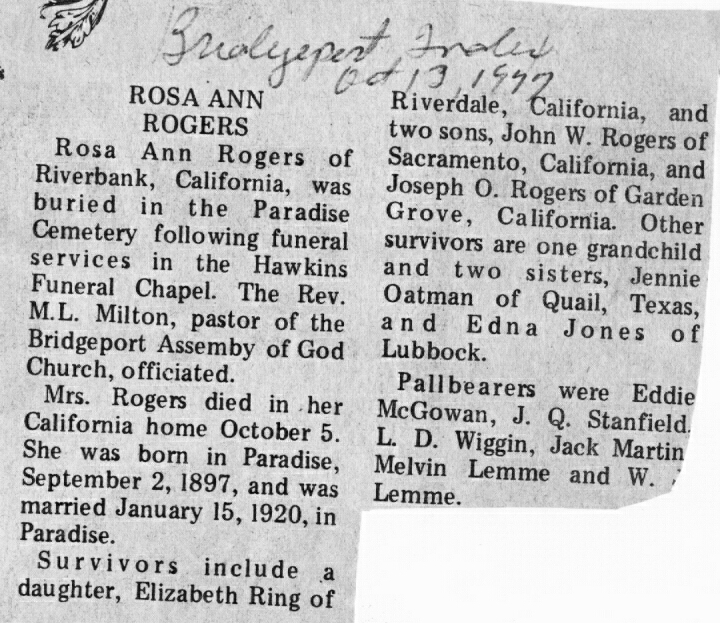 Bridgeport Index
Oct 13, 1977
ROSA ANN
ROGERS
Rosa Ann Rogers of
Riverbank, California, was
buried in the Paradise
Cemetery following funeral
services in the Hawkins
Funeral Chapel. The Rev.
M.L. Milton, pastor of the
Bridgeport Assemby of God
Church, officiated.
Mrs. Rogers died in her
California home October 5.
She was born in Paradise,
September 2, 1897, and was
married January 15, 1920, in
Paradise.
Survivors include a
daughter, Elizabeth Ring of
Riverdale, California, and
two sons, John W. Rogers of
Sacramento, California, and
Joseph O. Rogers of Garden
Grove, California. Other
survivors are one grandchild
and two sisters, Jennie
Oatman of Quail, Texas,
and Edna Jones of
Lubbock.
Pallbearers were Eddie
McGowan, J. Q. Stanfield,
L. D. Wiggin, Jack Martin
Melvin Lemme and W.
Lemme.